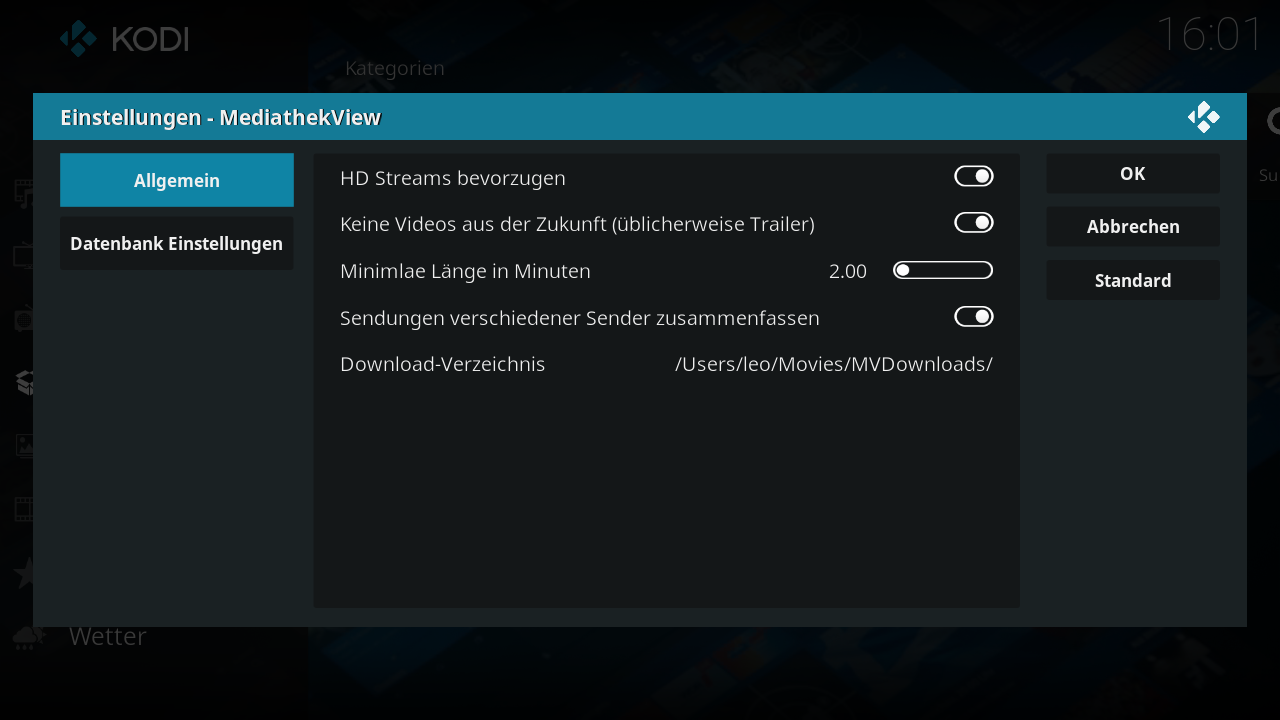 KODI
16:01
Kategorien
Einstellungen - MediathekView
Allgemein
Datenbank Einstellungen
HD Streams bevorzugen
Keine Videos aus der Zukunft (üblicherweise Trailer)
Minimlae Länge in Minuten 2.00
Sendungen verschiedener Sender zusammenfassen
Download-Verzeichnis /Users/leo/Movies/MVDownloads/
OK
Abbrechen
Standard
Su
Wetter